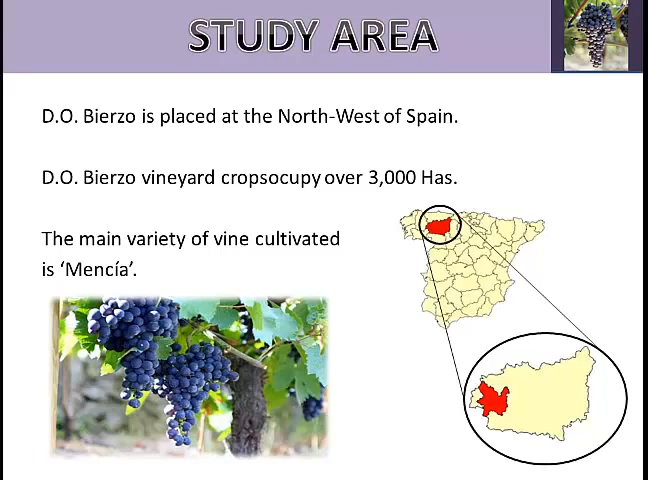 STUDY AREA
D.O. Bierzo is placed at the North-West of Spain.
D.O. Bierzo vineyard cropsocupy over 3,000 Has.
The main variety of vine cultivated
is ‘Mencía’.